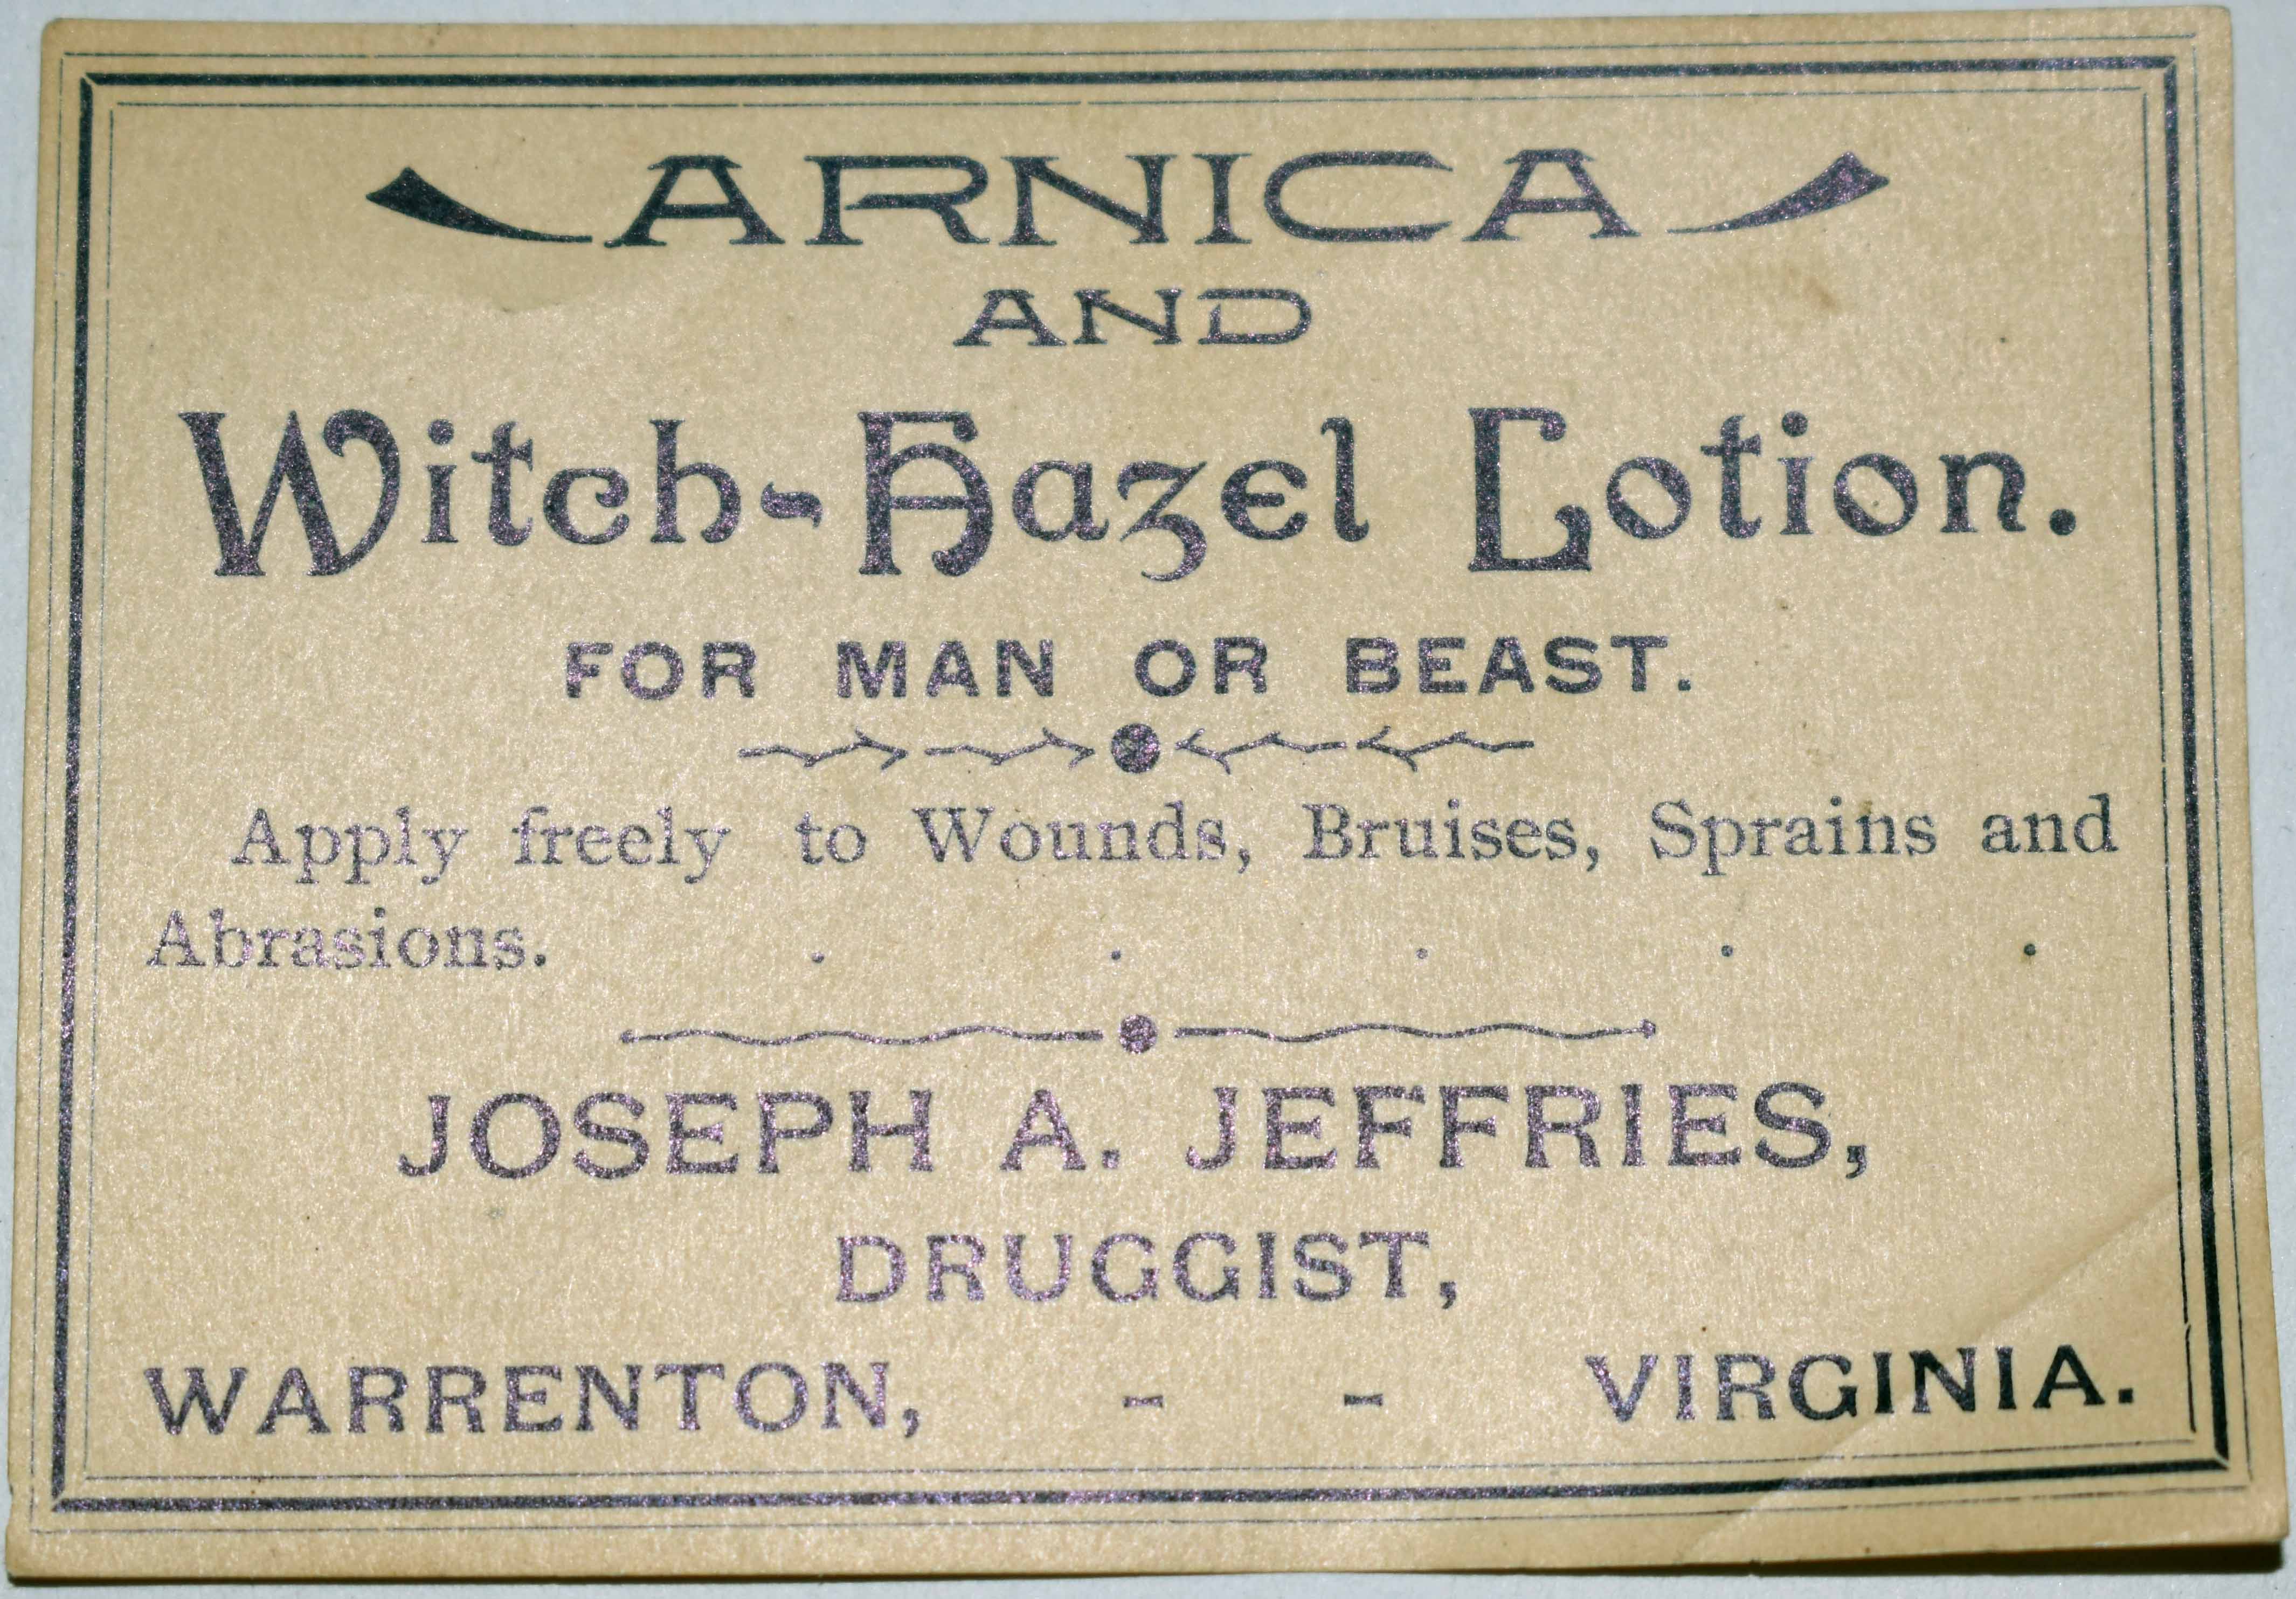 ARNICA
AND
Witch-Hazel Lotion.
FOR MAN OR BEAST.
Apply freely to Wounds, Bruises, Sprains and
Abrasions. . . . . .
JOSEPH A. JEFFRIES,
DRUGGIST,
WARRENTON, - - VIRGINIA.